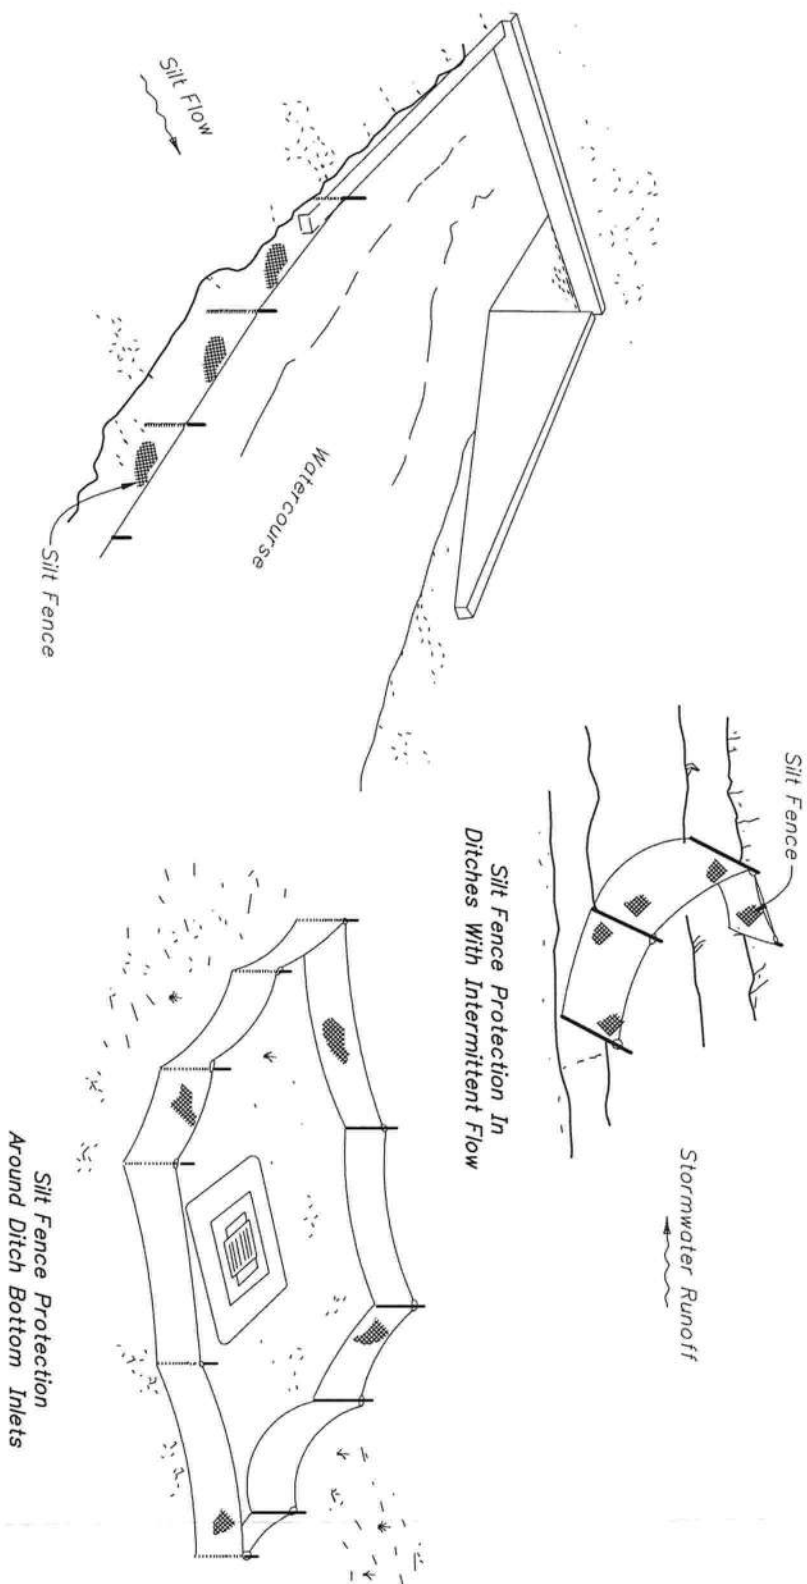 Silt Flow
Watercourse
Silt Fence
Silt Fence
Silt Fence Protection In
Ditches With Intermittent Flow
Stormwater Runoff
Silt Fence Protection
Around Ditch Bottom Inlets